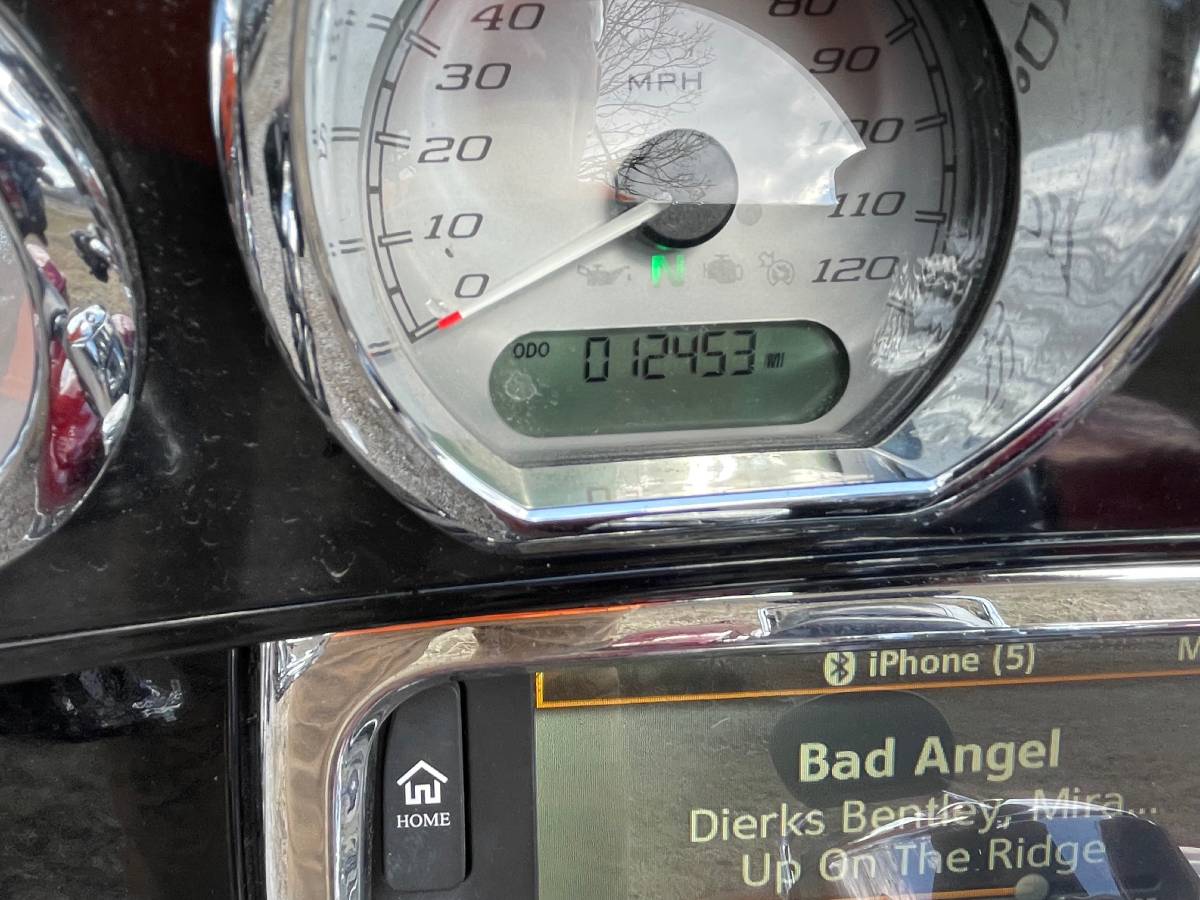 40
80
30
MPH
90
20
100
10
110
0
N
120
ODO 012453 MI
iPhone (5)
HOME
Bad Angel
Dierks Bentley, Mira...
Up On The Ridge